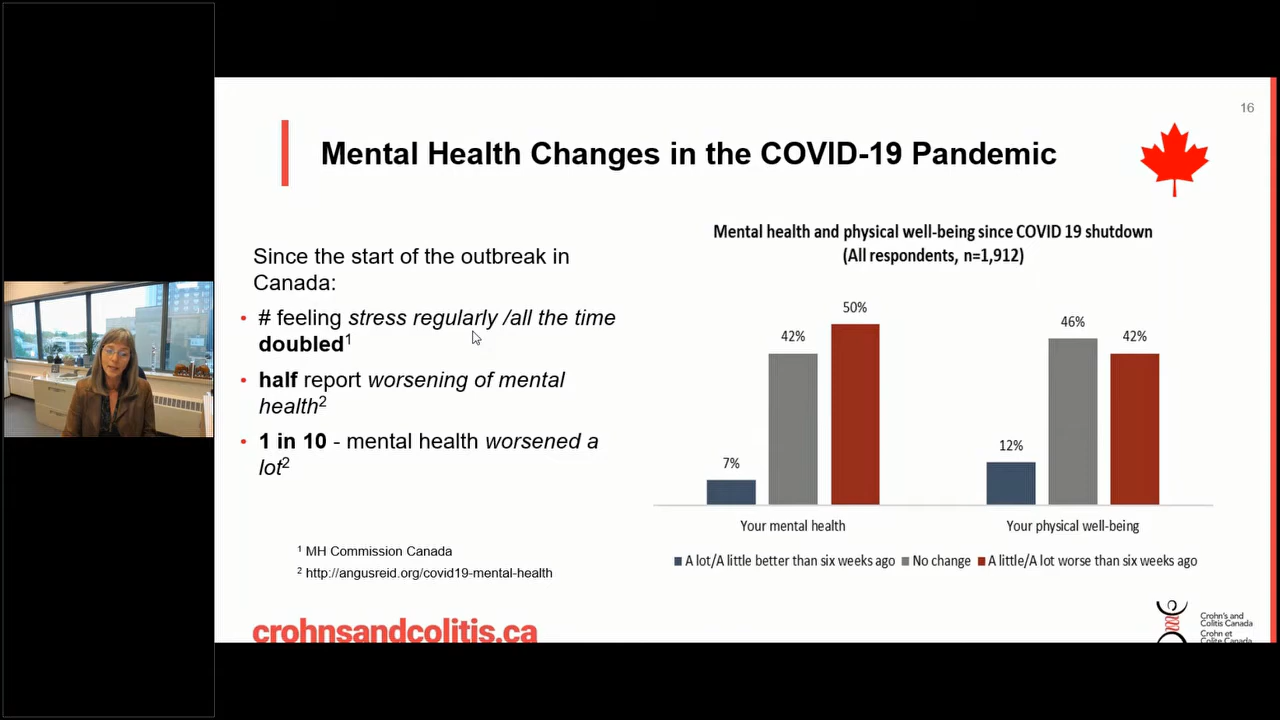 16
Mental Health Changes in the COVID-19 Pandemic
Since the start of the outbreak in
Canada:
• # feeling stress regularly /all the time
doubled1
• half report worsening of mental
health2
• 1 in 10 - mental health worsened a
lot2
1 MH Commission Canada
2 http://angusreid.org/covid19-mental-health
Mental health and physical well-being since COVID 19 shutdown
(All respondents, n=1,912)
7%
42%
50%
12%
46%
42%
Your mental health
Your physical well-being
A lot/A little better than six weeks ago
No change
A little/A lot worse than six weeks ago
crohnsandcolitis.ca
Crohn's and
Colitis Canada
Crohn et
Colite Canada